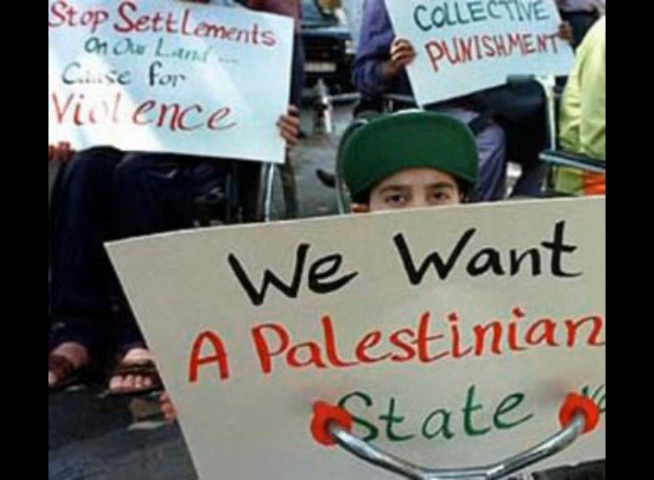 Stop Settlements
On Our Land ...
Cause for
Violence
COLLECTIVE
PUNISHMENT
We Want
A Palestinian
State